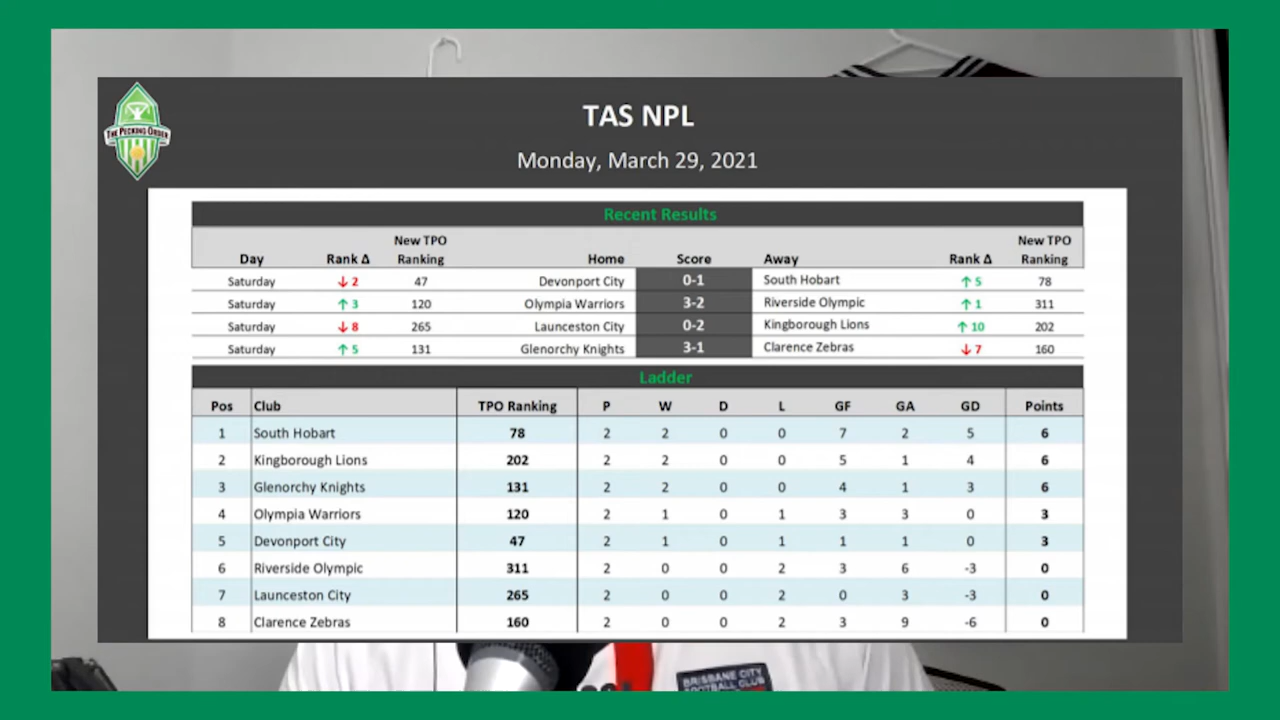 THE PECKING ORDER
TAS NPL
Monday, March 29, 2021
Recent Results
Day Rank Δ New TPO Ranking Home Score Away Rank Δ New TPO Ranking
Saturday ↓ 2 47 Devonport City 0-1 South Hobart ↑ 5 78
Saturday ↑ 3 120 Olympia Warriors 3-2 Riverside Olympic ↑ 1 311
Saturday ↓ 8 265 Launceston City 0-2 Kingborough Lions ↑ 10 202
Saturday ↑ 5 131 Glenorchy Knights 3-1 Clarence Zebras ↓ 7 160
Ladder
Pos Club TPO Ranking P W D L GF GA GD Points
1 South Hobart 78 2 2 0 0 7 2 5 6
2 Kingborough Lions 202 2 2 0 0 5 1 4 6
3 Glenorchy Knights 131 2 2 0 0 4 1 3 6
4 Olympia Warriors 120 2 1 0 1 3 3 0 3
5 Devonport City 47 2 1 0 1 1 1 0 3
6 Riverside Olympic 311 2 0 0 2 3 6 -3 0
7 Launceston City 265 2 0 0 2 0 3 -3 0
8 Clarence Zebras 160 2 0 0 2 3 9 -6 0
BRISBANE CITY
FOOTBALL CLUB